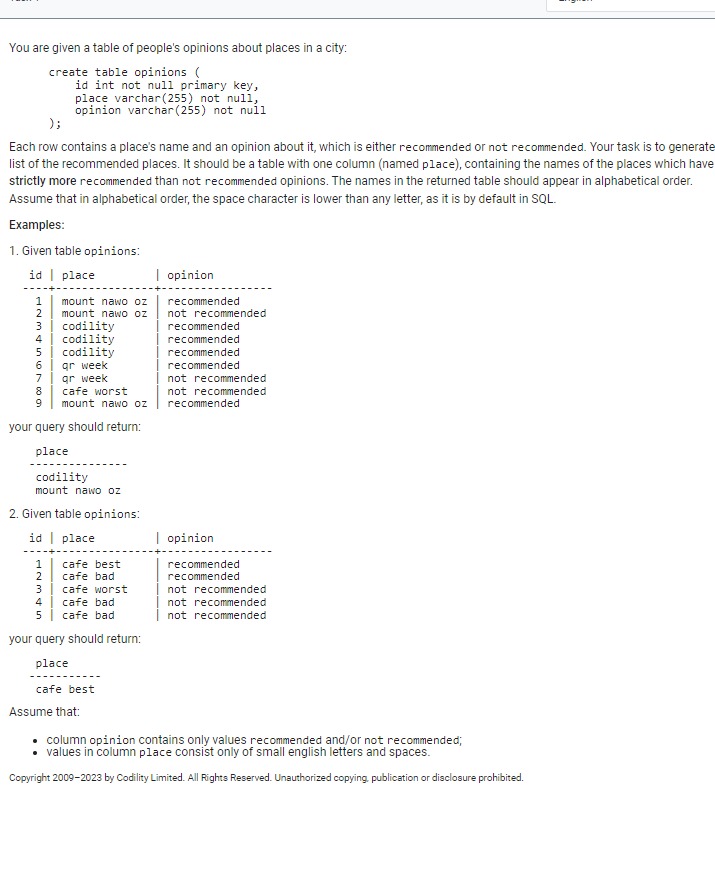 You are given a table of people's opinions about places in a city:
create table opinions (
id int not null primary key,
place varchar(255) not null,
opinion varchar(255) not null
);
Each row contains a place's name and an opinion about it, which is either recommended or not recommended. Your task is to generate
list of the recommended places. It should be a table with one column (named place), containing the names of the places which have
strictly more recommended than not recommended opinions. The names in the returned table should appear in alphabetical order.
Assume that in alphabetical order, the space character is lower than any letter, as it is by default in SQL.
Examples:
1. Given table opinions:
id | place | opinion
----+----------------+------------------
1 | mount nawo oz | recommended
2 | mount nawo oz | not recommended
3 | codility | recommended
4 | codility | recommended
5 | codility | recommended
6 | qr week | recommended
7 | qr week | not recommended
8 | cafe worst | not recommended
9 | mount nawo oz | recommended
your query should return:
place
---------------
codility
mount nawo oz
2. Given table opinions:
id | place | opinion
----+----------------+------------------
1 | cafe best | recommended
2 | cafe bad | recommended
3 | cafe worst | not recommended
4 | cafe bad | not recommended
5 | cafe bad | not recommended
your query should return:
place
-----------
cafe best
Assume that:
• column opinion contains only values recommended and/or not recommended;
• values in column place consist only of small english letters and spaces.
Copyright 2009–2023 by Codility Limited. All Rights Reserved. Unauthorized copying, publication or disclosure prohibited.